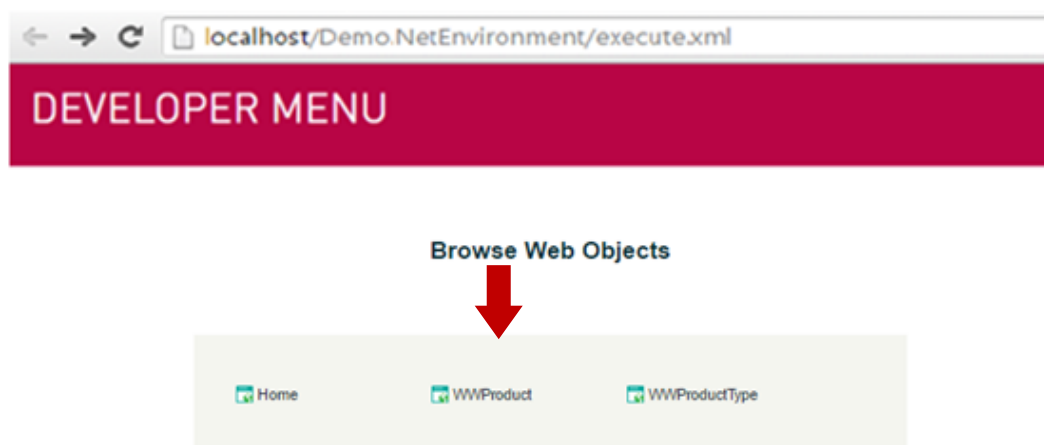 localhost/Demo.NetEnvironment/execute.xml
DEVELOPER MENU
Browse Web Objects
Home WWProduct WWProductType